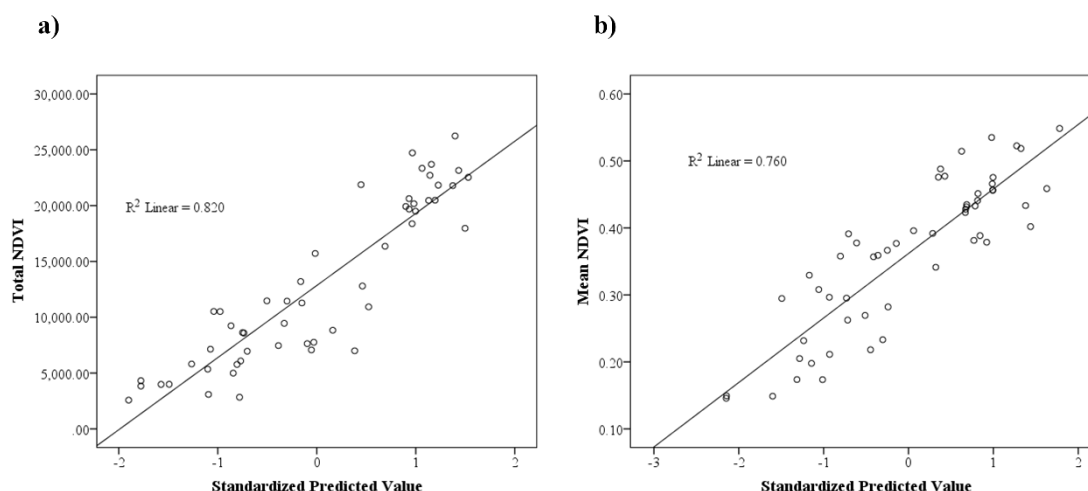 a)
30,000.00
25,000.00
20,000.00
15,000.00
10,000.00
5,000.00
.00
Total NDVI
R² Linear = 0.820
-2 -1 0 1 2
Standardized Predicted Value
b)
0.60
0.50
0.40
0.30
0.20
0.10
Mean NDVI
R² Linear = 0.760
-3 -2 -1 0 1 2
Standardized Predicted Value